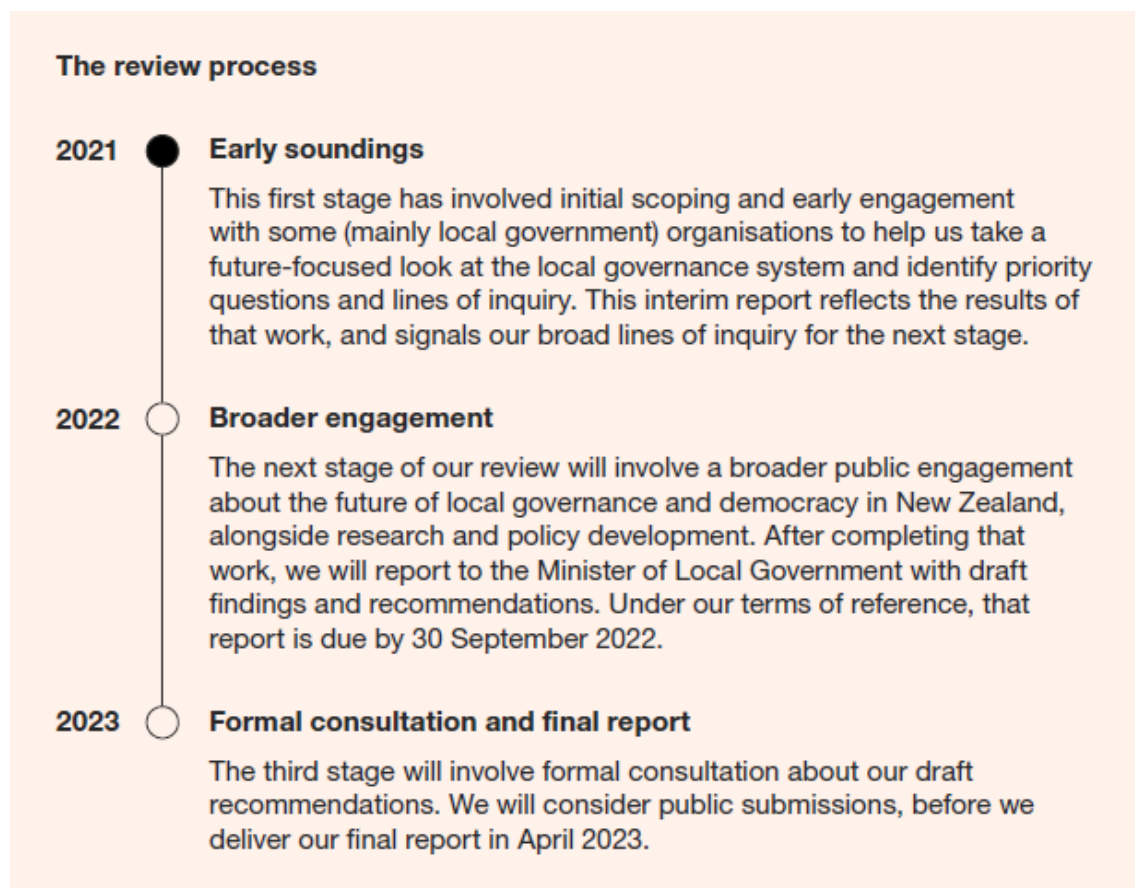 The review process
2021
Early soundings
This first stage has involved initial scoping and early engagement
with some (mainly local government) organisations to help us take a
future-focused look at the local governance system and identify priority
questions and lines of inquiry. This interim report reflects the results of
that work, and signals our broad lines of inquiry for the next stage.
2022
Broader engagement
The next stage of our review will involve a broader public engagement
about the future of local governance and democracy in New Zealand,
alongside research and policy development. After completing that
work, we will report to the Minister of Local Government with draft
findings and recommendations. Under our terms of reference, that
report is due by 30 September 2022.
2023
Formal consultation and final report
The third stage will involve formal consultation about our draft
recommendations. We will consider public submissions, before we
deliver our final report in April 2023.